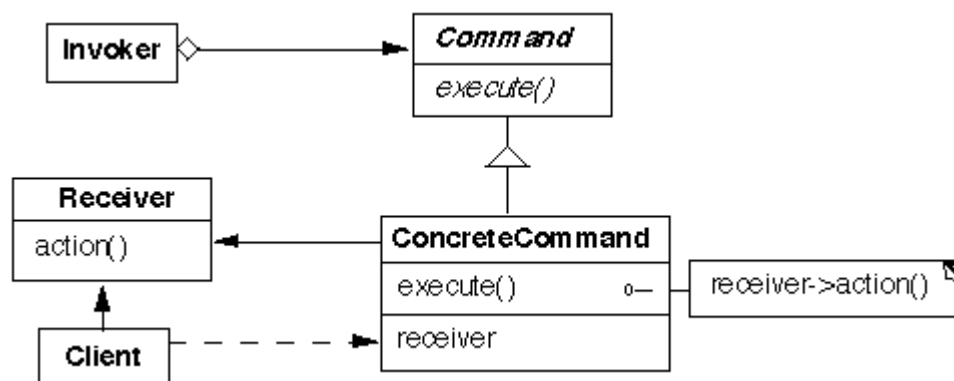 Invoker
Command
execute()
Receiver
action()
ConcreteCommand
execute()
receiver->action()
receiver
Client